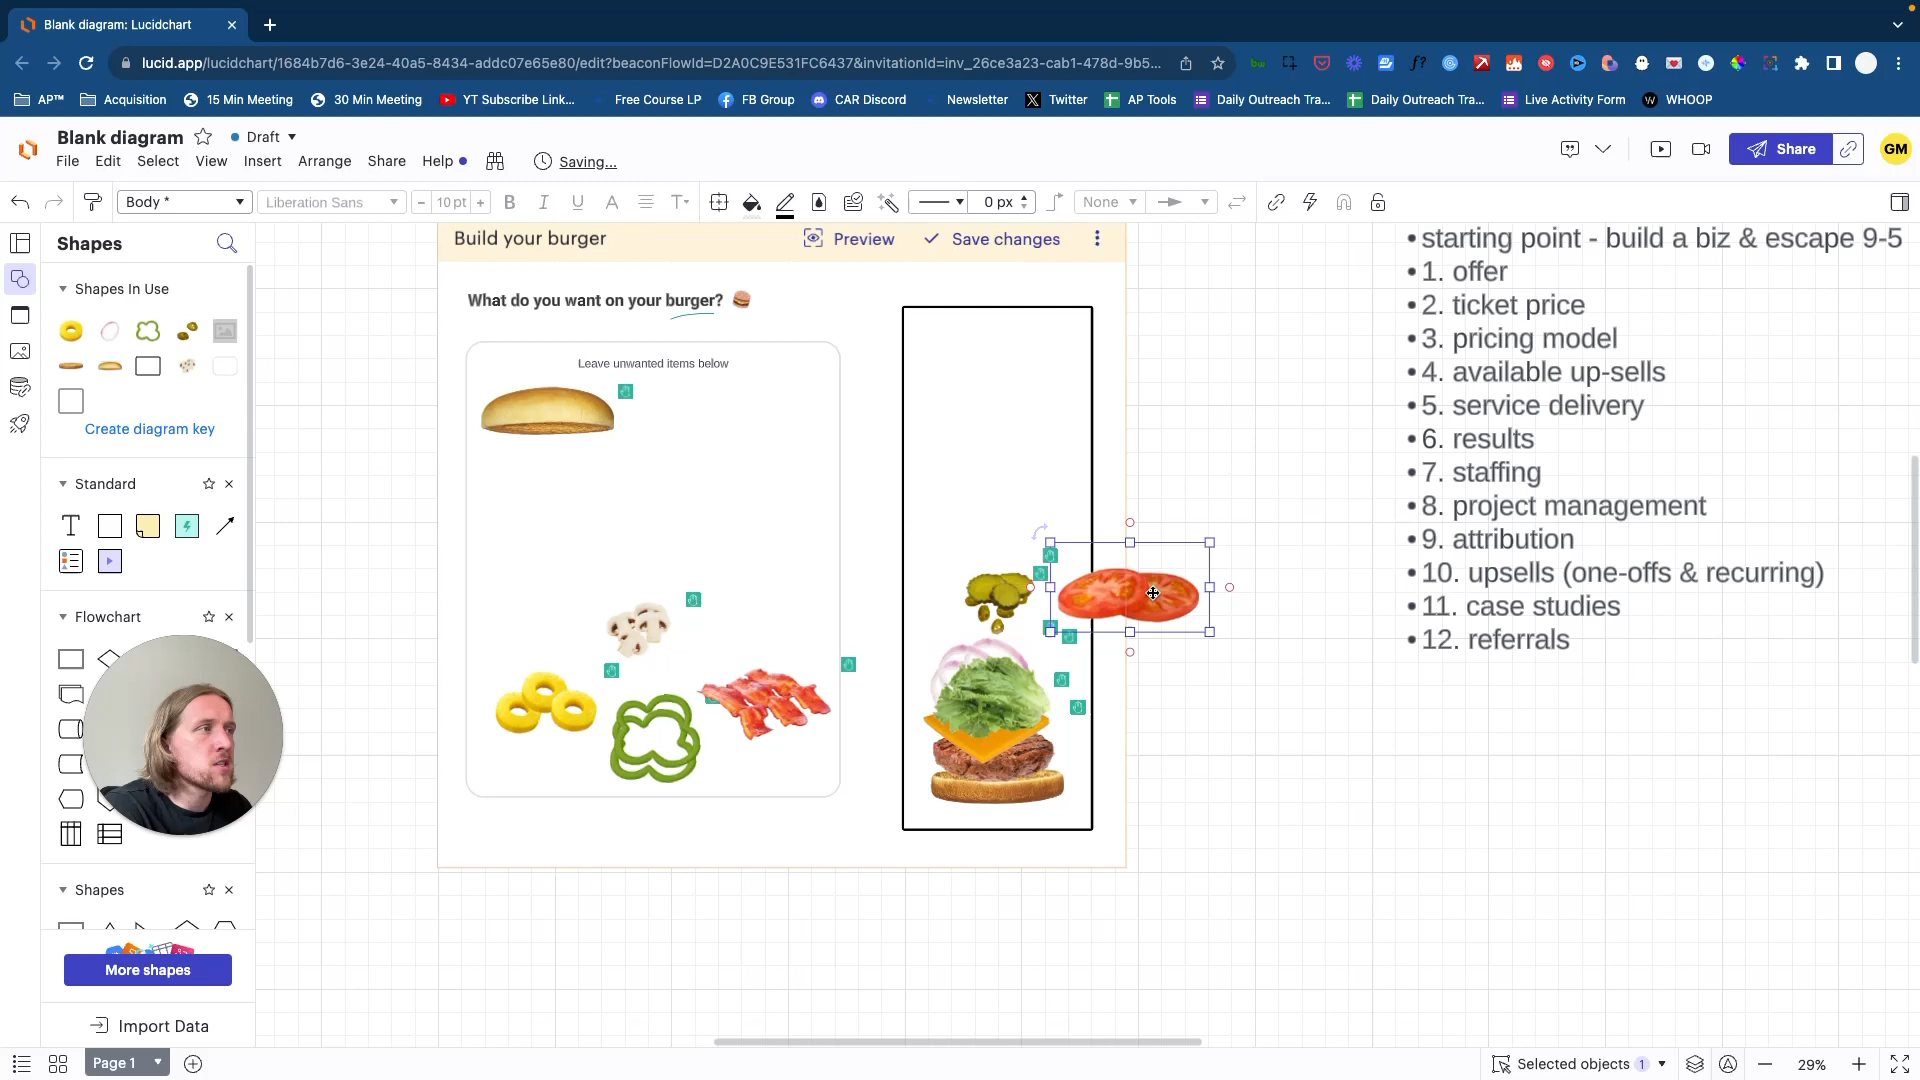 Blank diagram: Lucidchart
lucid.app/lucidchart/1684b7d6-3e24-40a5-8434-addc07e65e80/edit?beaconFlowId=D2A0C9E531FC6437&invitationId=inv_26ce3a23-cab1-478d-9b5...
AP™ Acquisition 15 Min Meeting 30 Min Meeting YT Subscribe Link... Free Course LP FB Group CAR Discord Newsletter Twitter AP Tools Daily Outreach Tra... Daily Outreach Tra... Live Activity Form WHOOP
Blank diagram Draft
File Edit Select View Insert Arrange Share Help Saving...
Share
GM
Body * Liberation Sans - 10 pt + B I U A T 0 px None
Shapes
Shapes In Use
Create diagram key
Standard
T
Flowchart
Shapes
More shapes
Import Data
Build your burger Preview Save changes
What do you want on your burger?
Leave unwanted items below
• starting point - build a biz & escape 9-5
• 1. offer
• 2. ticket price
• 3. pricing model
• 4. available up-sells
• 5. service delivery
• 6. results
• 7. staffing
• 8. project management
• 9. attribution
• 10. upsells (one-offs & recurring)
• 11. case studies
• 12. referrals
Page 1
Selected objects 1 29%